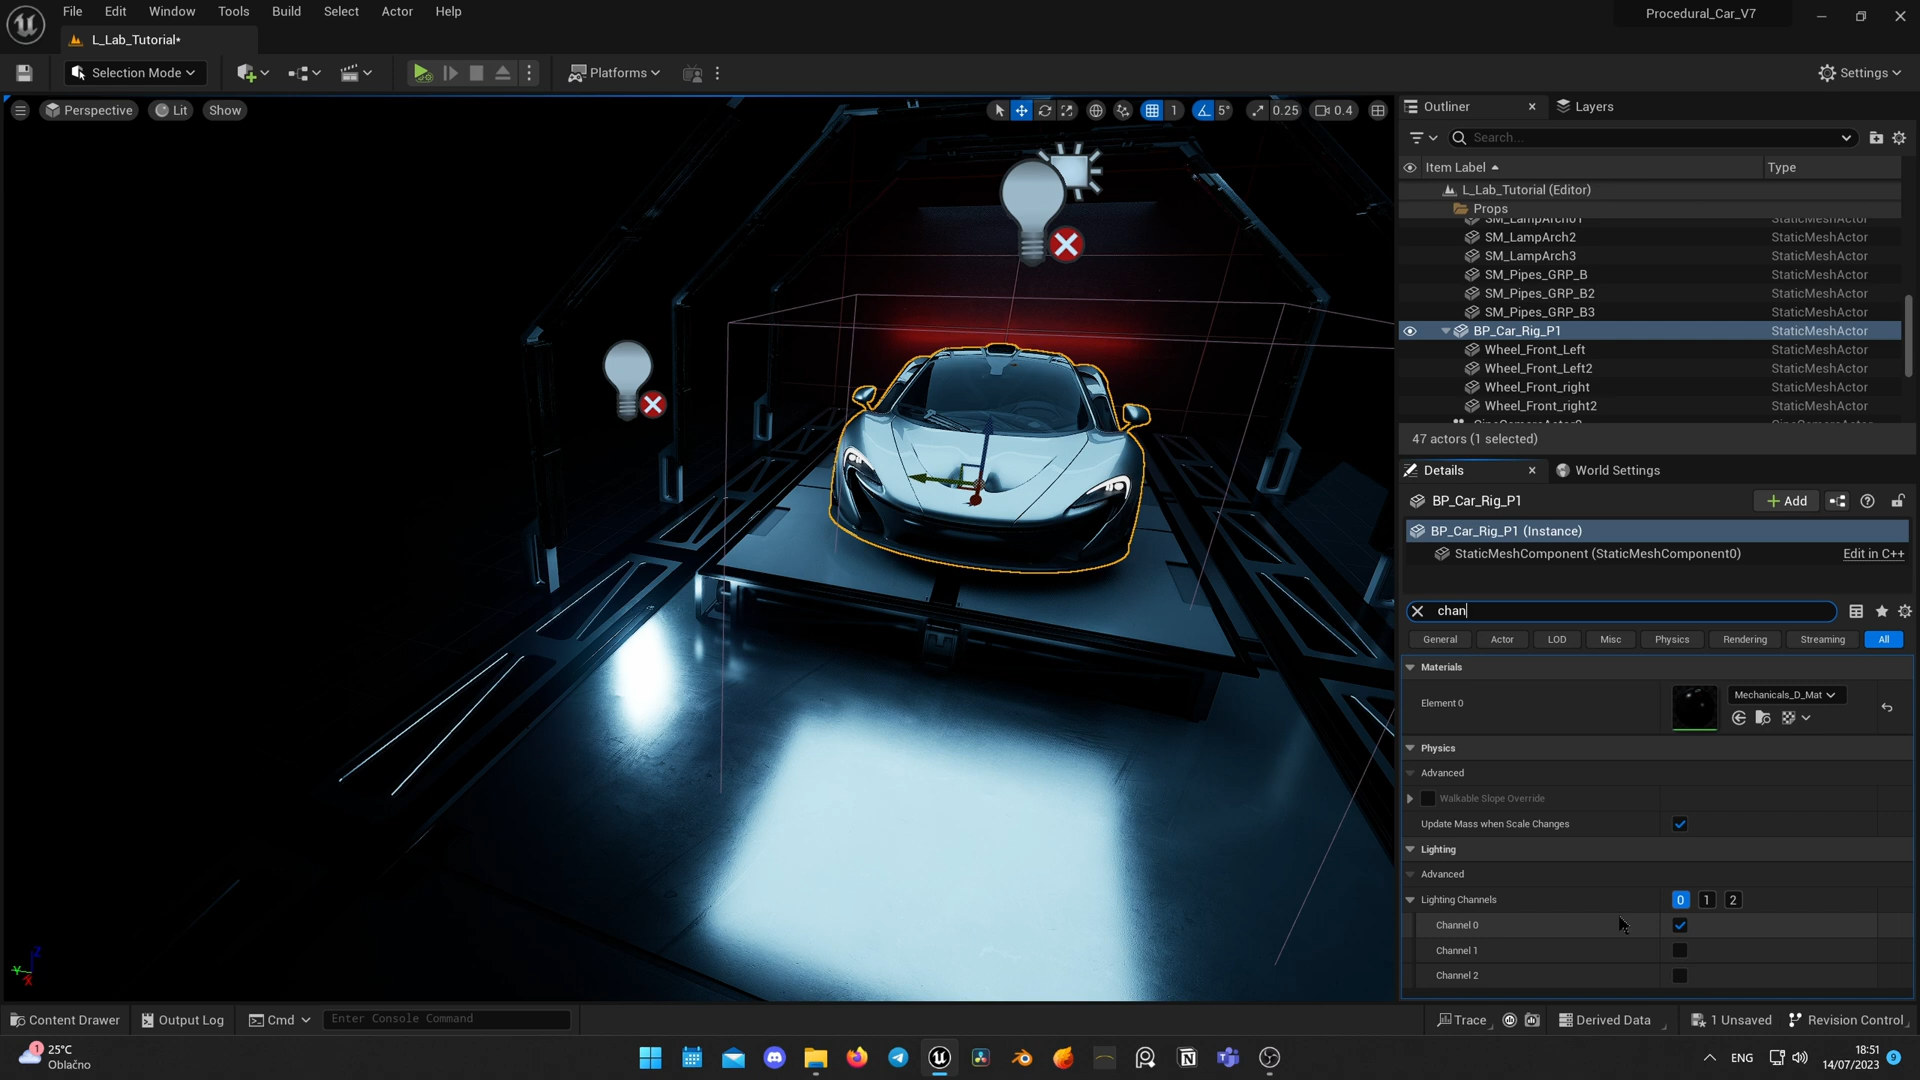 File Edit Window Tools Build Select Actor Help
Procedural_Car_V7
L_Lab_Tutorial*
Selection Mode
Platforms
Settings
Perspective Lit Show
1 5° 0.25 0.4
Outliner
Layers
Search...
Item Label Type
L_Lab_Tutorial (Editor)
Props
SM_LampArch01 StaticMeshActor
SM_LampArch2 StaticMeshActor
SM_LampArch3 StaticMeshActor
SM_Pipes_GRP_B StaticMeshActor
SM_Pipes_GRP_B2 StaticMeshActor
SM_Pipes_GRP_B3 StaticMeshActor
BP_Car_Rig_P1 StaticMeshActor
Wheel_Front_Left StaticMeshActor
Wheel_Front_Left2 StaticMeshActor
Wheel_Front_right StaticMeshActor
Wheel_Front_right2 StaticMeshActor
47 actors (1 selected)
Details
World Settings
BP_Car_Rig_P1
Add
BP_Car_Rig_P1 (Instance)
StaticMeshComponent (StaticMeshComponent0) Edit in C++
chan
General Actor LOD Misc Physics Rendering Streaming All
Materials
Element 0
Mechanicals_D_Mat
Physics
Advanced
Walkable Slope Override
Update Mass when Scale Changes
Lighting
Advanced
Lighting Channels 0 1 2
Channel 0
Channel 1
Channel 2
Content Drawer Output Log Cmd Enter Console Command
Trace Derived Data 1 Unsaved Revision Control
1
25°C
Oblačno
ENG
18:51
14/07/2023
9